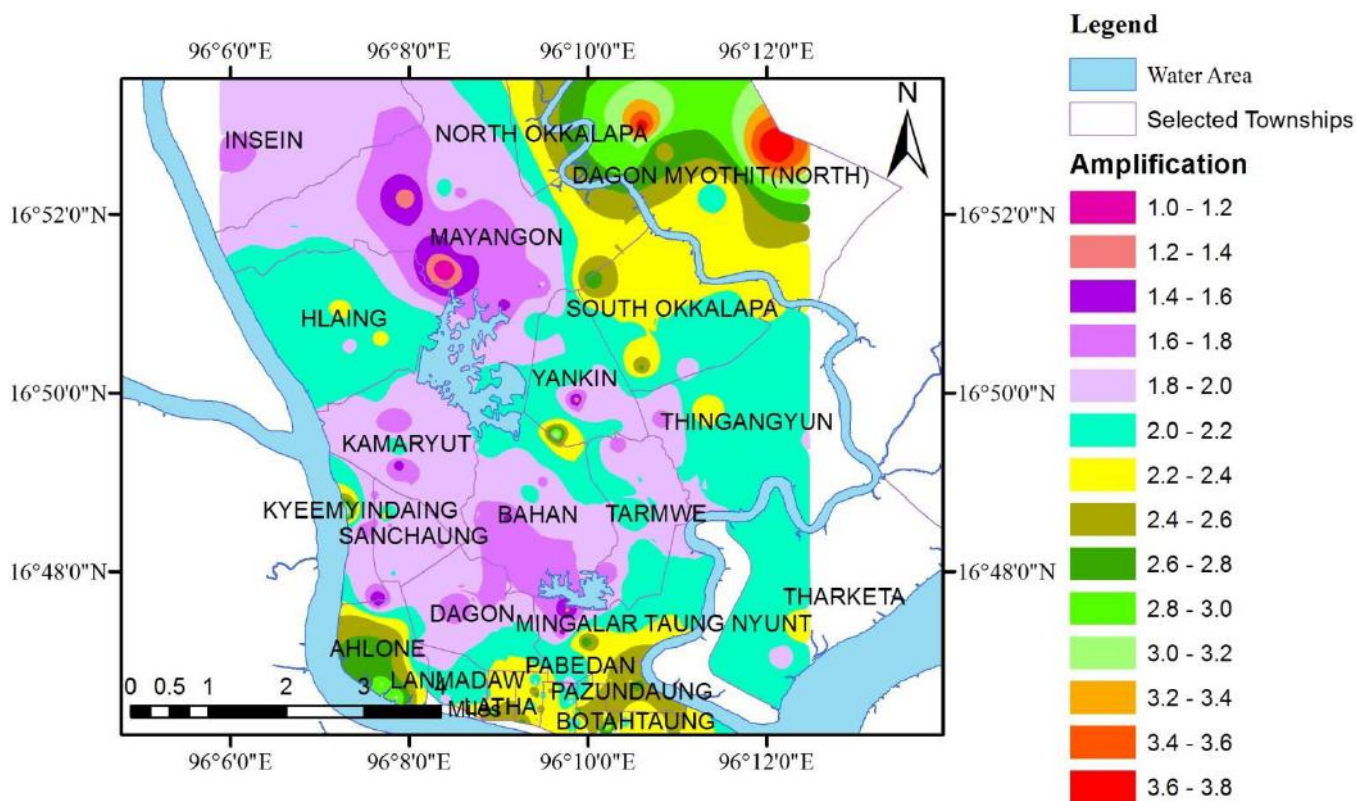 96°6'0"E 96°8'0"E 96°10'0"E 96°12'0"E
N
INSEIN
NORTH OKKALAPA
DAGON MYOTHIT(NORTH)
16°52'0"N 16°52'0"N
MAYANGON
SOUTH OKKALAPA
HLAING
YANKIN
16°50'0"N 16°50'0"N
THINGANGYUN
KAMARYUT
KYEEMYINDAING
BAHAN
TARMWE
SANCHAUNG
16°48'0"N 16°48'0"N
THARKETA
DAGON
MINGALAR TAUNG NYUNT
AHLONE
PABEDAN
LANMADAW
PAZUNDAUNG
LATHA
BOTAHTAUNG
0 0.5 1 2 3 4
Miles
96°6'0"E 96°8'0"E 96°10'0"E 96°12'0"E
Legend
Water Area
Selected Townships
Amplification
1.0 - 1.2
1.2 - 1.4
1.4 - 1.6
1.6 - 1.8
1.8 - 2.0
2.0 - 2.2
2.2 - 2.4
2.4 - 2.6
2.6 - 2.8
2.8 - 3.0
3.0 - 3.2
3.2 - 3.4
3.4 - 3.6
3.6 - 3.8